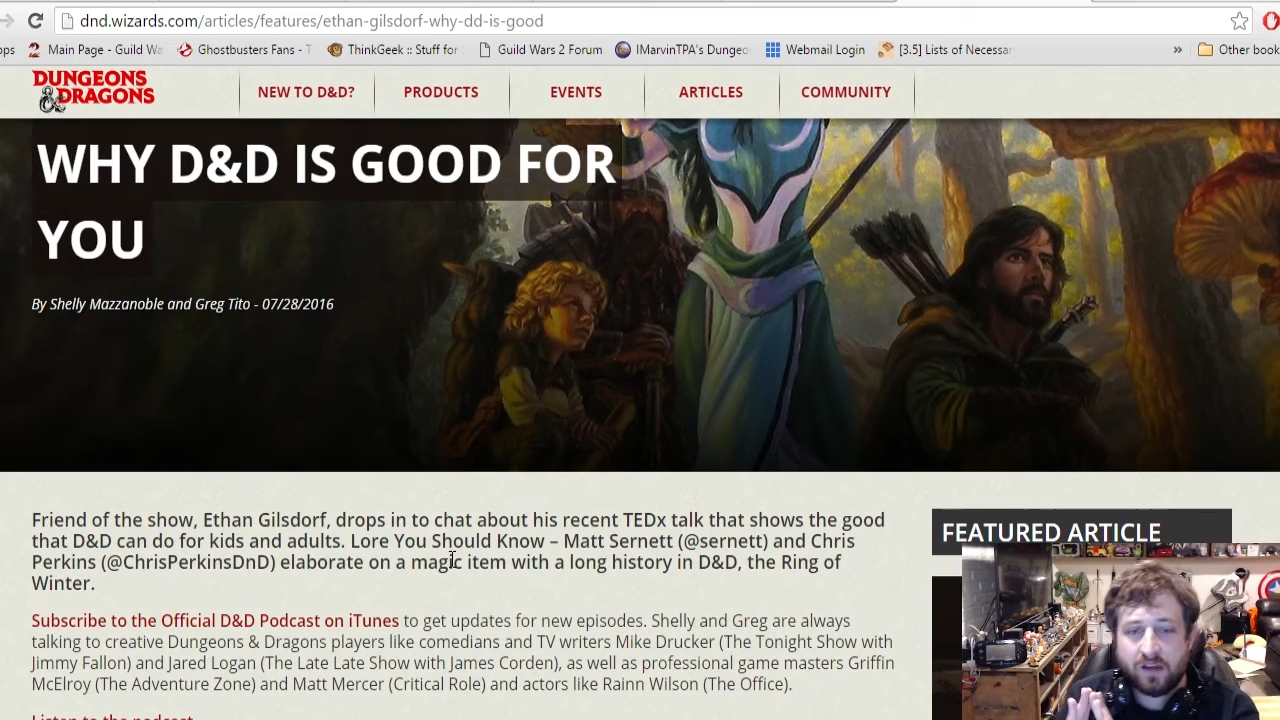 dnd.wizards.com/articles/features/ethan-gilsdorf-why-dd-is-good
Main Page - Guild Wa Ghostbusters Fans - T ThinkGeek :: Stuff for Guild Wars 2 Forum IMarvinTPA's Dungeo Webmail Login [3.5] Lists of Necessar » Other book
DUNGEONS & DRAGONS
NEW TO D&D? PRODUCTS EVENTS ARTICLES COMMUNITY
WHY D&D IS GOOD FOR
YOU
By Shelly Mazzanoble and Greg Tito - 07/28/2016
Friend of the show, Ethan Gilsdorf, drops in to chat about his recent TEDx talk that shows the good
that D&D can do for kids and adults. Lore You Should Know – Matt Sernett (@sernett) and Chris
Perkins (@ChrisPerkinsDnD) elaborate on a magic item with a long history in D&D, the Ring of
Winter.
FEATURED ARTICLE
Subscribe to the Official D&D Podcast on iTunes to get updates for new episodes. Shelly and Greg are always
talking to creative Dungeons & Dragons players like comedians and TV writers Mike Drucker (The Tonight Show with
Jimmy Fallon) and Jared Logan (The Late Late Show with James Corden), as well as professional game masters Griffin
McElroy (The Adventure Zone) and Matt Mercer (Critical Role) and actors like Rainn Wilson (The Office).
Listen to the podcast